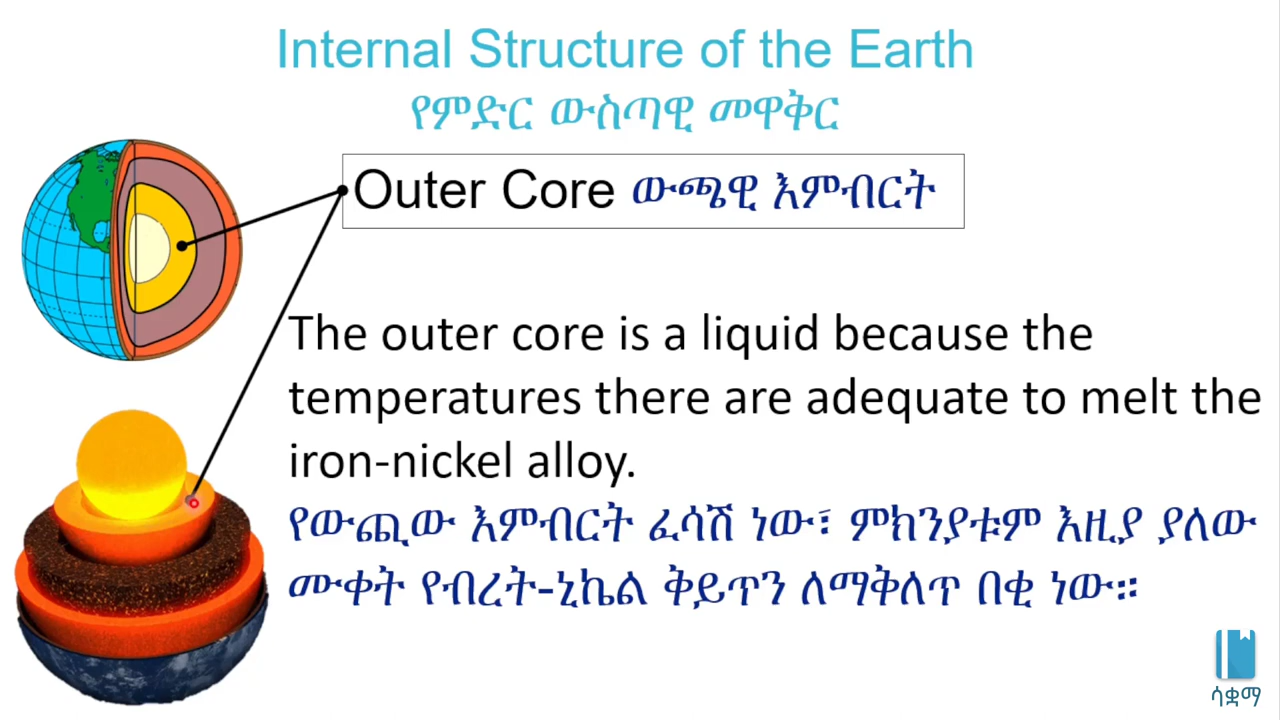 Internal Structure of the Earth
የምድር ውስጣዊ መዋቅር
Outer Core ውጫዊ እምብርት
The outer core is a liquid because the
temperatures there are adequate to melt the
iron-nickel alloy.
የውጪው እምብርት ፈሳሽ ነው፣ ምክንያቱም እዚያ ያለው
ሙቀት የብረት-ኒኬል ቅይጥን ለማቅለጥ በቂ ነው።
ሳቋማ